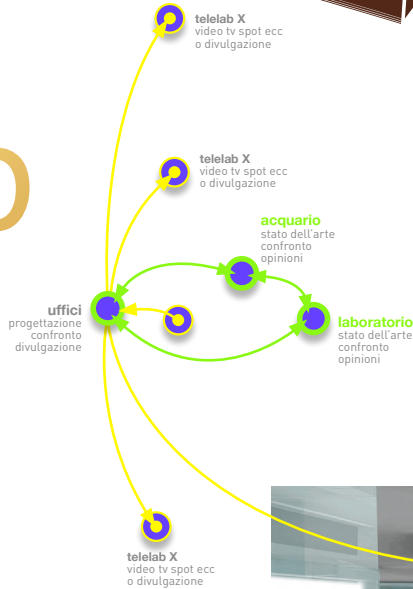 telelab X
video tv spot ecc
o divulgazione
telelab X
video tv spot ecc
o divulgazione
acquario
stato dell'arte
confronto
opinioni
uffici
progettazione
confronto
divulgazione
laboratorio
stato dell'arte
confronto
opinioni
telelab X
video tv spot ecc
o divulgazione